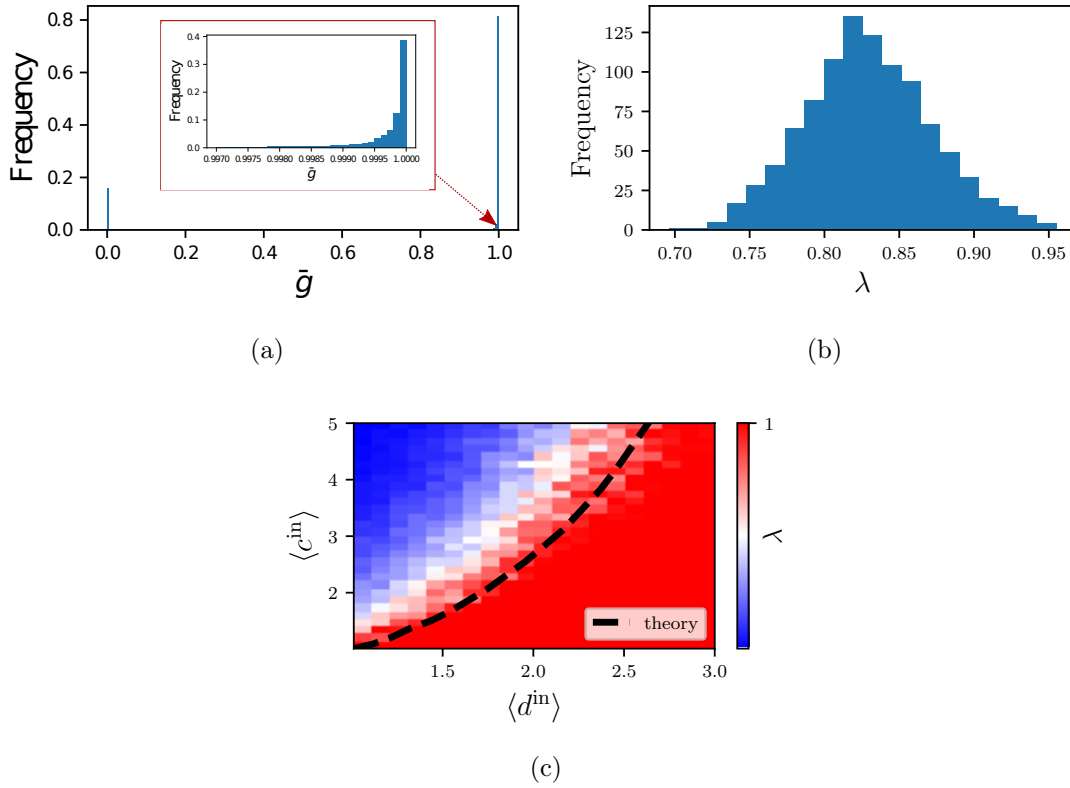 0.8
0.6
0.4
0.2
0.0
Frequency
0.0 0.2 0.4 0.6 0.8 1.0
ḡ
0.4
0.3
0.2
0.1
0.0
Frequency
0.9970 0.9975 0.9980 0.9985 0.9990 0.9995 1.0000
ḡ
(a)
125
100
75
50
25
0
Frequency
0.70 0.75 0.80 0.85 0.90 0.95
λ
(b)
5
4
3
2
⟨c^in⟩
1.5 2.0 2.5 3.0
⟨d^in⟩
theory
1
λ
(c)